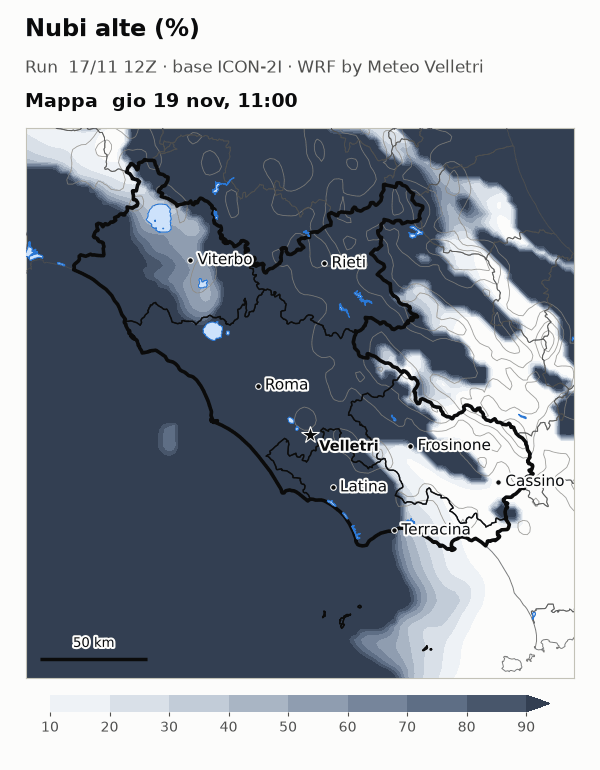 Nubi alte (%)
Run  17/11 12Z · base ICON-2I · WRF by Meteo Velletri
Mappa  gio 19 nov, 11:00
Viterbo
Rieti
Roma
Velletri
Frosinone
Cassino
Latina
Terracina
50 km
10 20 30 40 50 60 70 80 90